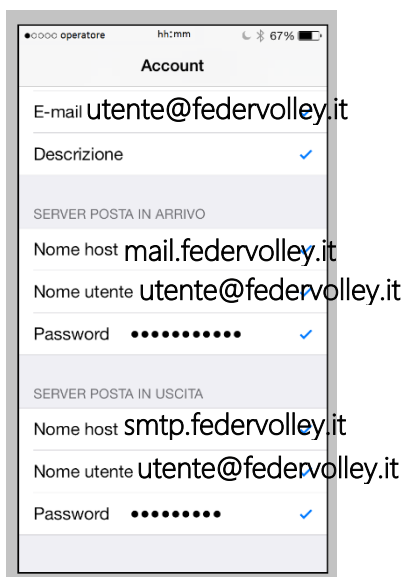 operatore hh:mm 67%
Account
E-mail utente@federvolley.it
Descrizione
SERVER POSTA IN ARRIVO
Nome host mail.federvolley.it
Nome utente utente@federvolley.it
Password ●●●●●●●●●●●
SERVER POSTA IN USCITA
Nome host smtp.federvolley.it
Nome utente utente@federvolley.it
Password ●●●●●●●●●